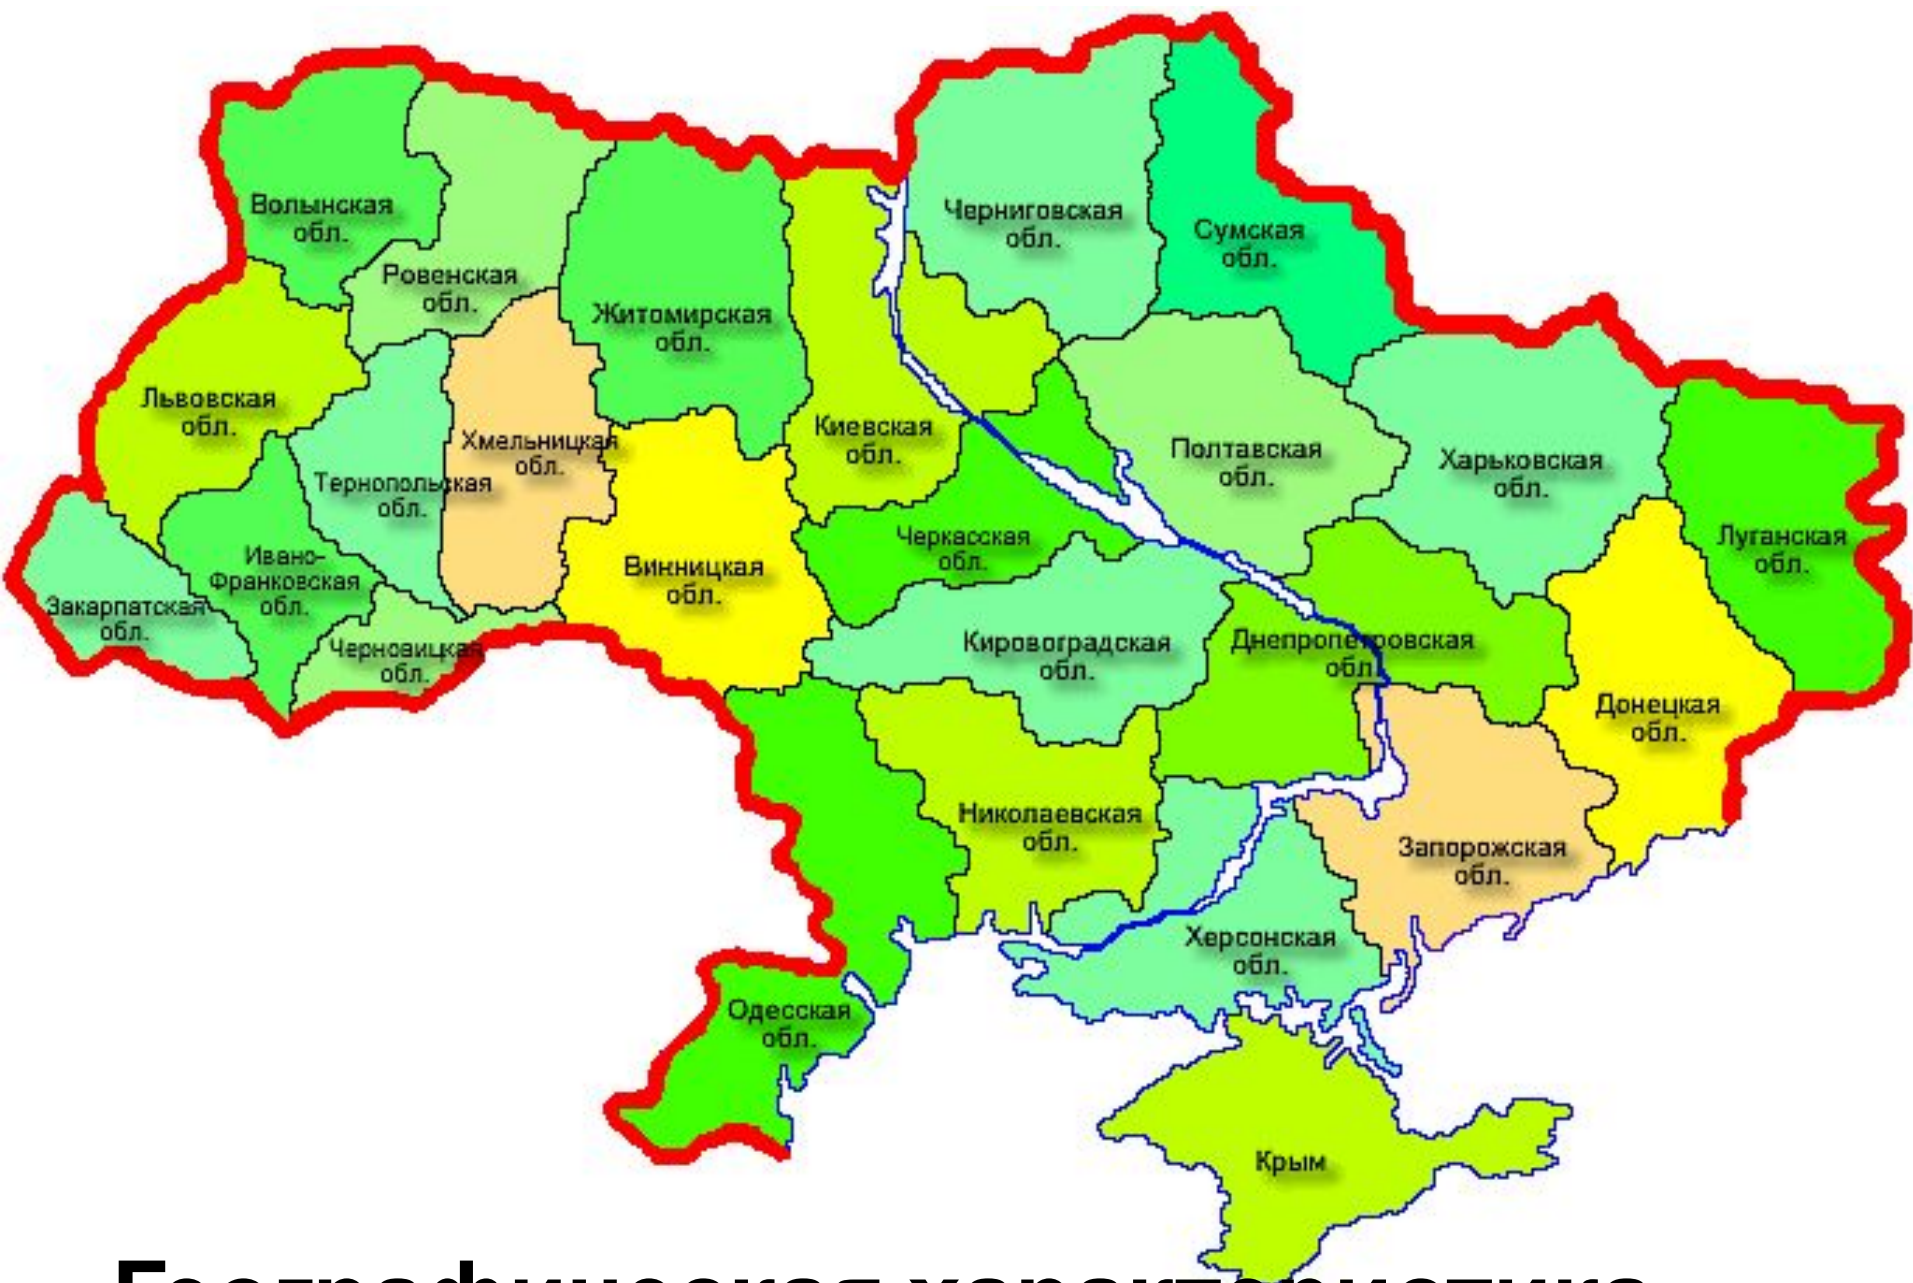 Волынская
обл.
Ровенская
обл.
Житомирская
обл.
Черниговская
обл.
Сумская
обл.
Львовская
обл.
Тернопольская
обл.
Хмельницкая
обл.
Киевская
обл.
Полтавская
обл.
Харьковская
обл.
Луганская
обл.
Закарпатская
обл.
Ивано-
Франковская
обл.
Черновицкая
обл.
Винницкая
обл.
Черкасская
обл.
Кировоградская
обл.
Днепропетровская
обл.
Донецкая
обл.
Николаевская
обл.
Запорожская
обл.
Херсонская
обл.
Одесская
обл.
Крым
Географическая характеристика